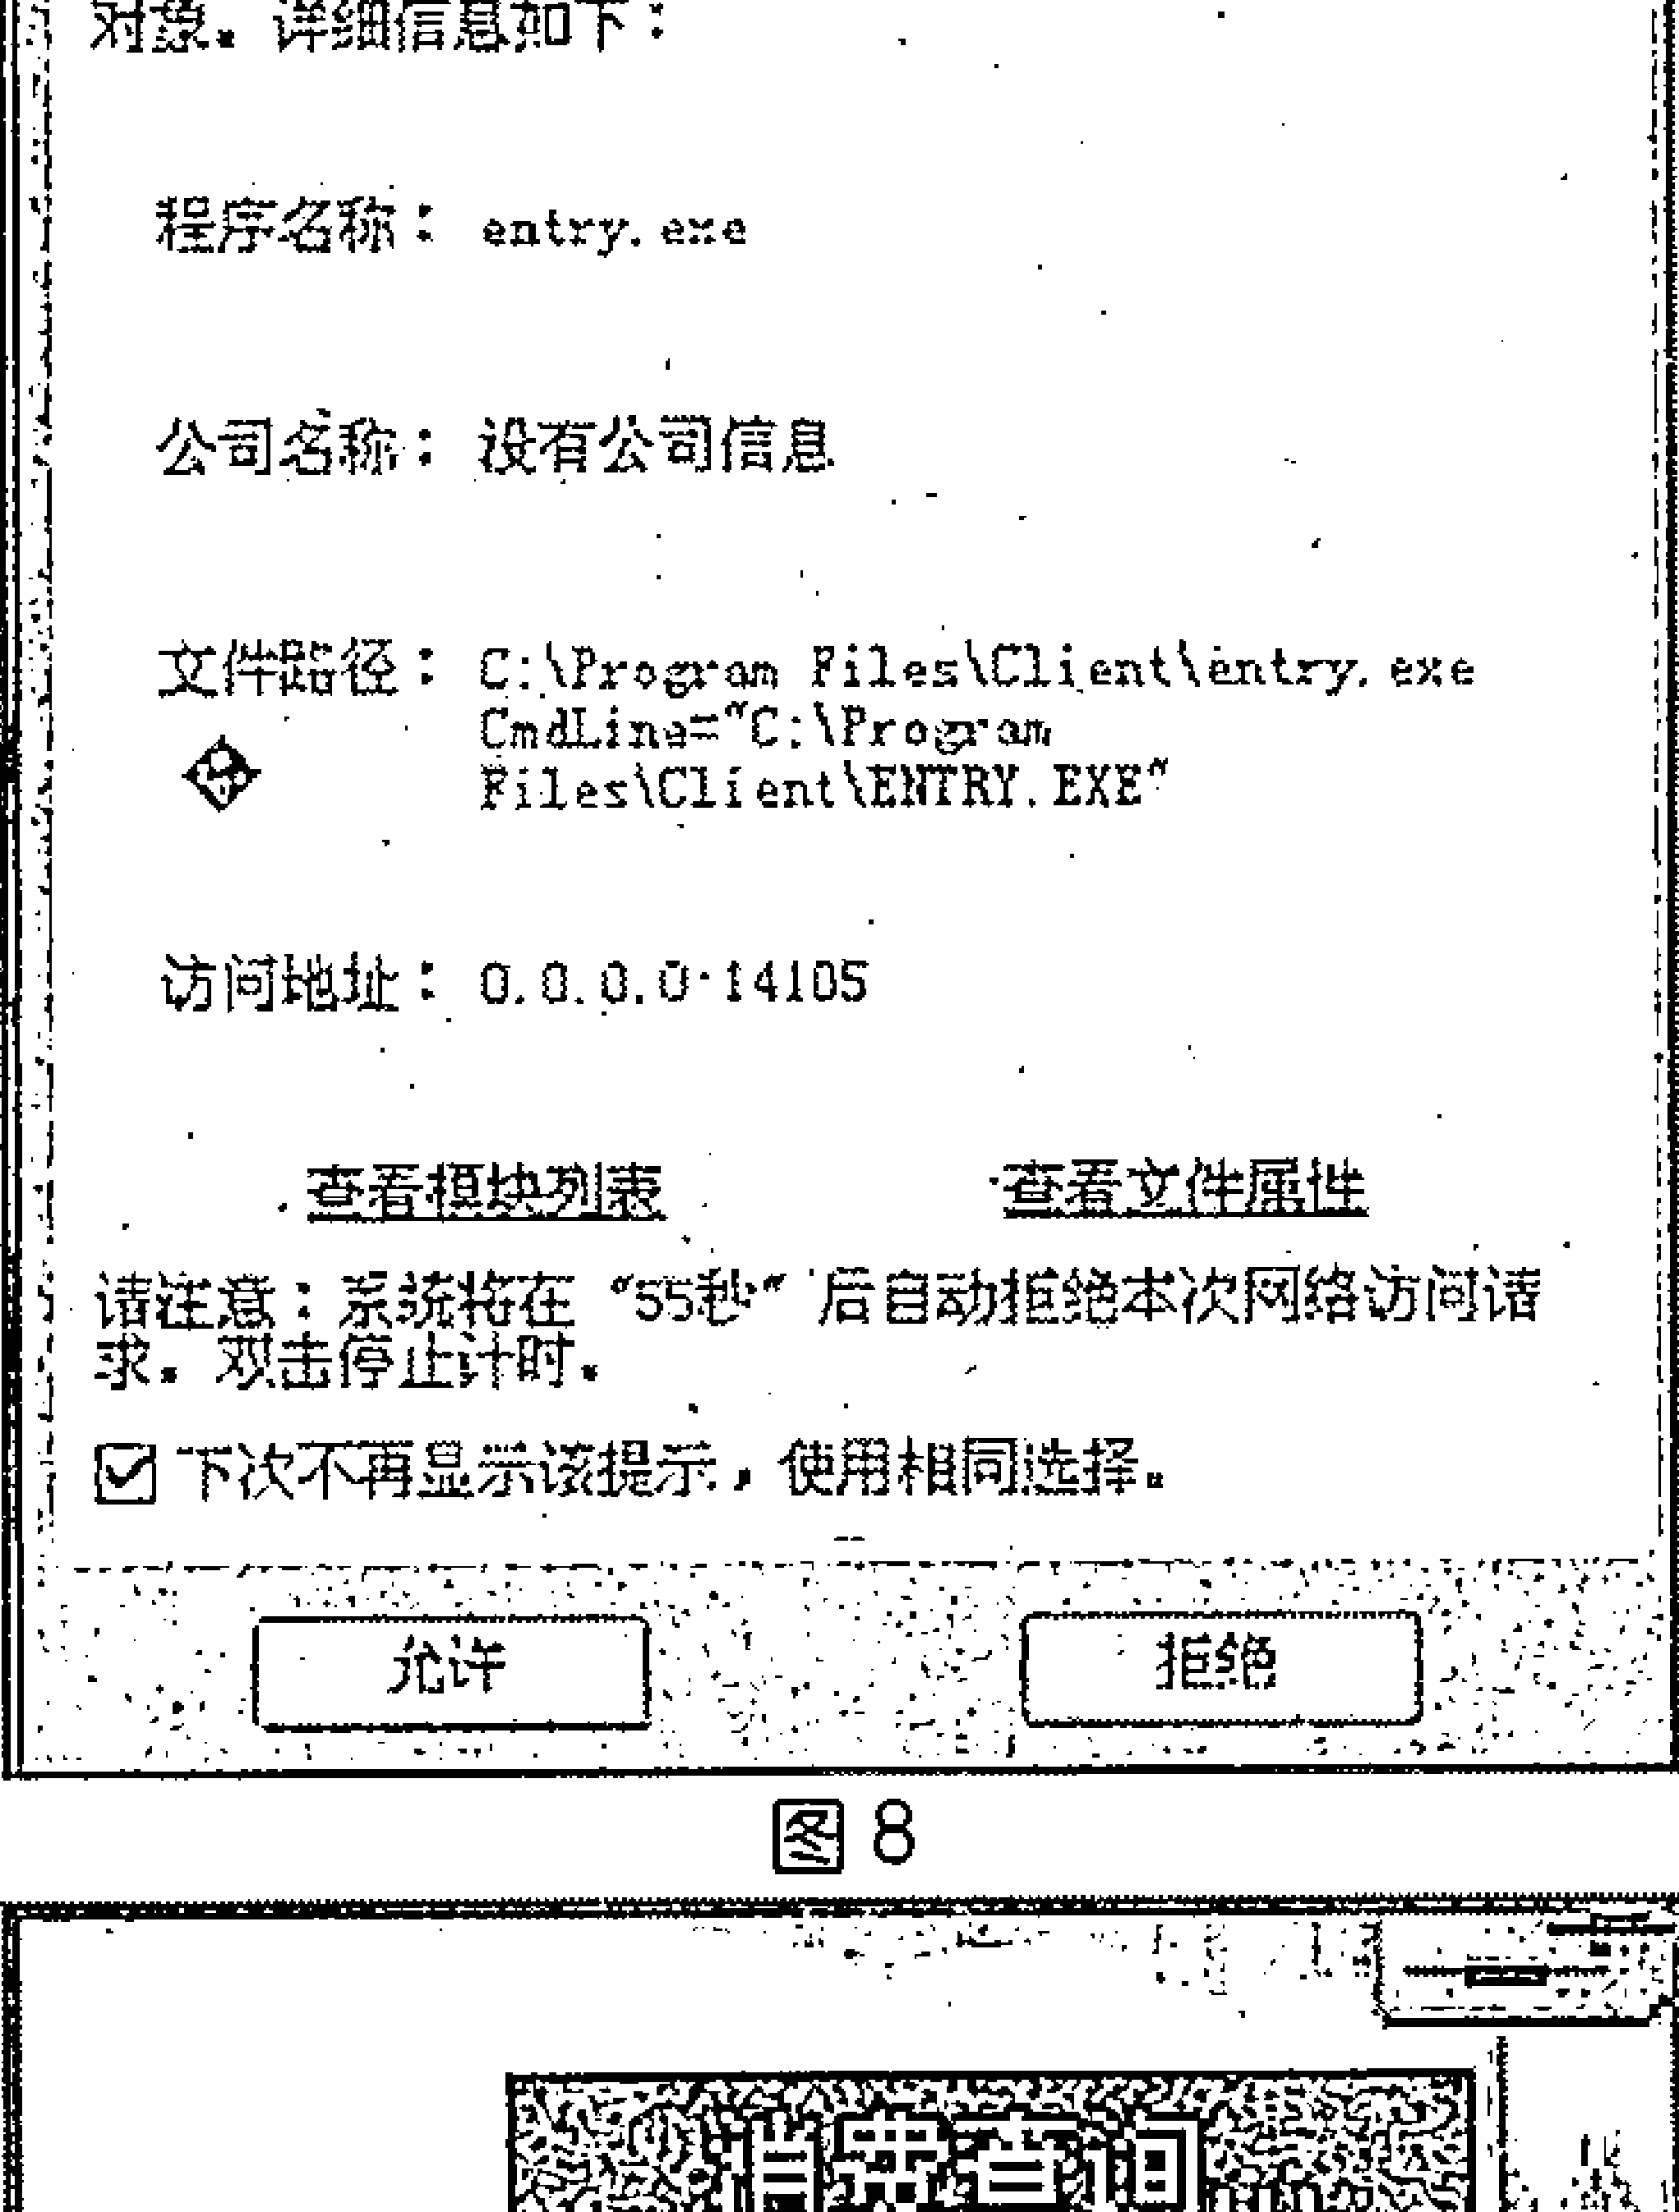 对象。详细信息如下：
程序名称： entry.exe
公司名称： 没有公司信息
文件路径： C:\Program Files\Client\entry.exe
CmdLine="C:\Program
Files\Client\ENTRY.EXE"
访问地址： 0.0.0.0:14105
查看模块列表 查看文件属性
请注意：系统将在“55秒”后自动拒绝本次网络访问请
求。双击停止计时。
下次不再显示该提示，使用相同选择。
允许 拒绝
图 8
消费查询